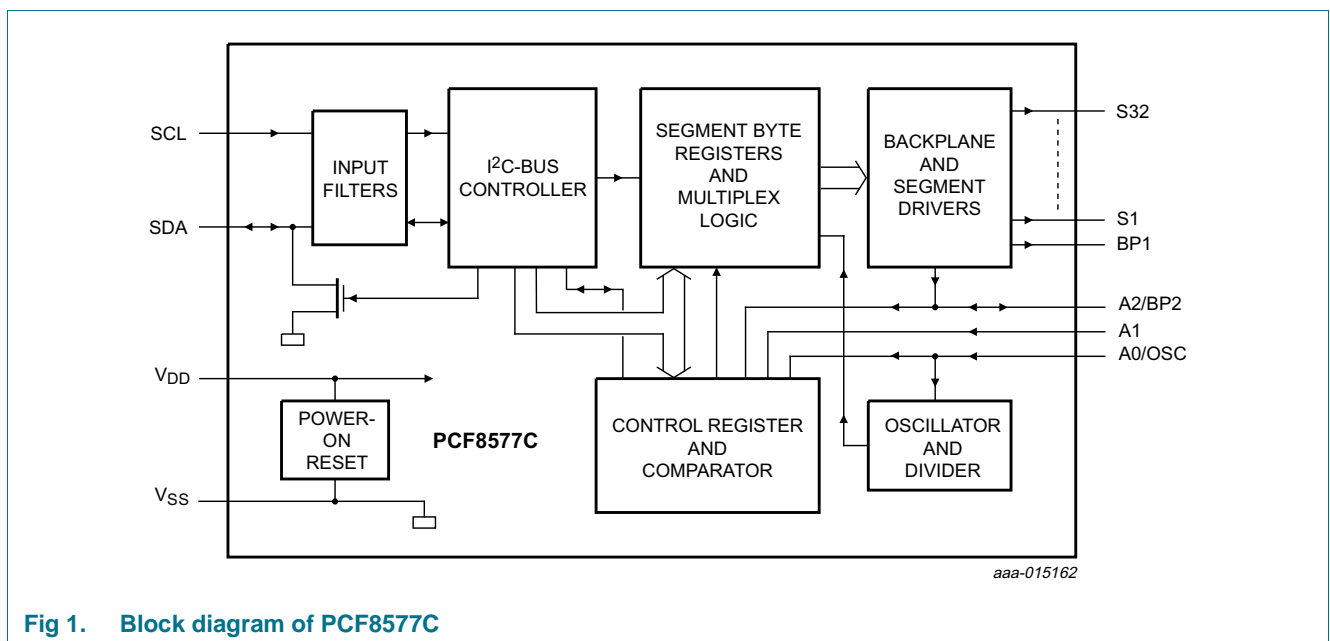 SCL
SDA
VDD
VSS
INPUT
FILTERS
I2C-BUS
CONTROLLER
SEGMENT BYTE
REGISTERS
AND
MULTIPLEX
LOGIC
BACKPLANE
AND
SEGMENT
DRIVERS
S32
S1
BP1
A2/BP2
A1
A0/OSC
POWER-
ON
RESET
PCF8577C
CONTROL REGISTER
AND
COMPARATOR
OSCILLATOR
AND
DIVIDER
aaa-015162
Fig 1. Block diagram of PCF8577C